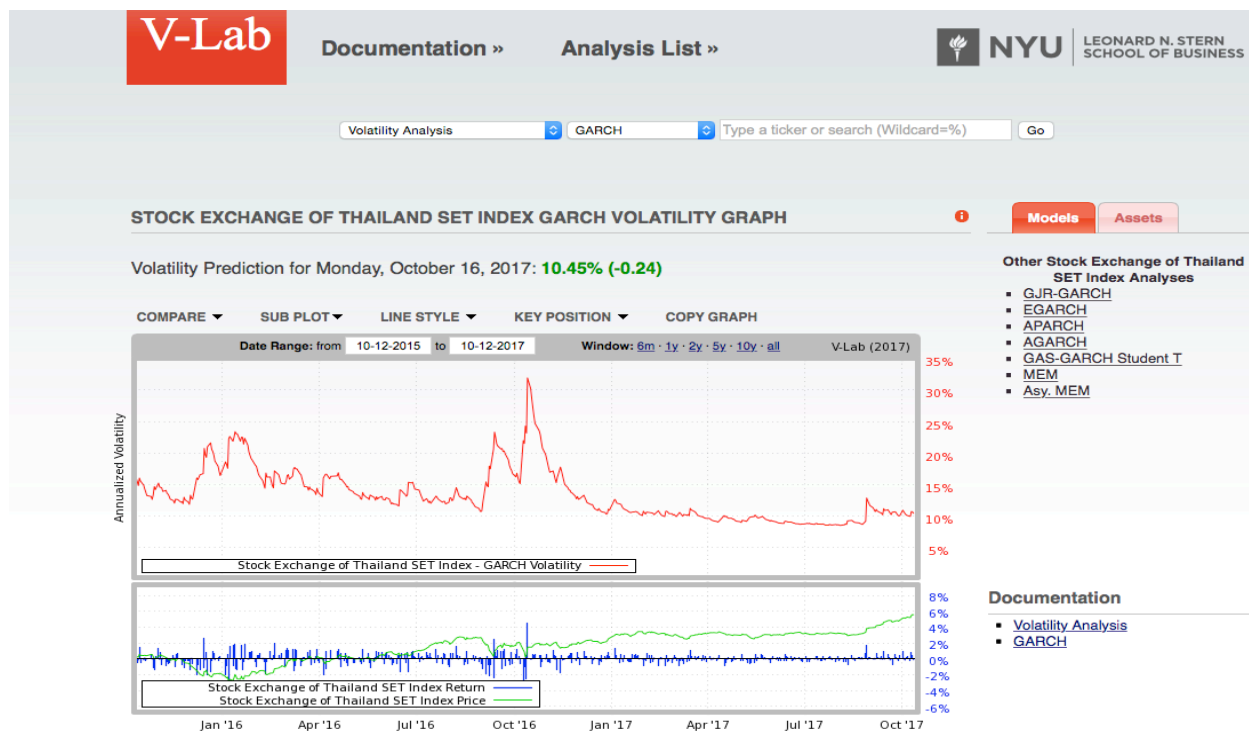 V-Lab
Documentation »
Analysis List »
NYU
LEONARD N. STERN
SCHOOL OF BUSINESS
Volatility Analysis
GARCH
Type a ticker or search (Wildcard=%)
Go
STOCK EXCHANGE OF THAILAND SET INDEX GARCH VOLATILITY GRAPH
Models
Assets
Volatility Prediction for Monday, October 16, 2017: 10.45% (-0.24)
Other Stock Exchange of Thailand
SET Index Analyses
GJR-GARCH
EGARCH
APARCH
AGARCH
GAS-GARCH Student T
MEM
Asy. MEM
COMPARE
SUB PLOT
LINE STYLE
KEY POSITION
COPY GRAPH
Date Range: from 10-12-2015 to 10-12-2017
Window: 6m · 1y · 2y · 5y · 10y · all
V-Lab (2017)
Annualized Volatility
35%
30%
25%
20%
15%
10%
5%
Stock Exchange of Thailand SET Index - GARCH Volatility
8%
6%
4%
2%
0%
-2%
-4%
-6%
Stock Exchange of Thailand SET Index Return
Stock Exchange of Thailand SET Index Price
Jan '16
Apr '16
Jul '16
Oct '16
Jan '17
Apr '17
Jul '17
Oct '17
Documentation
Volatility Analysis
GARCH